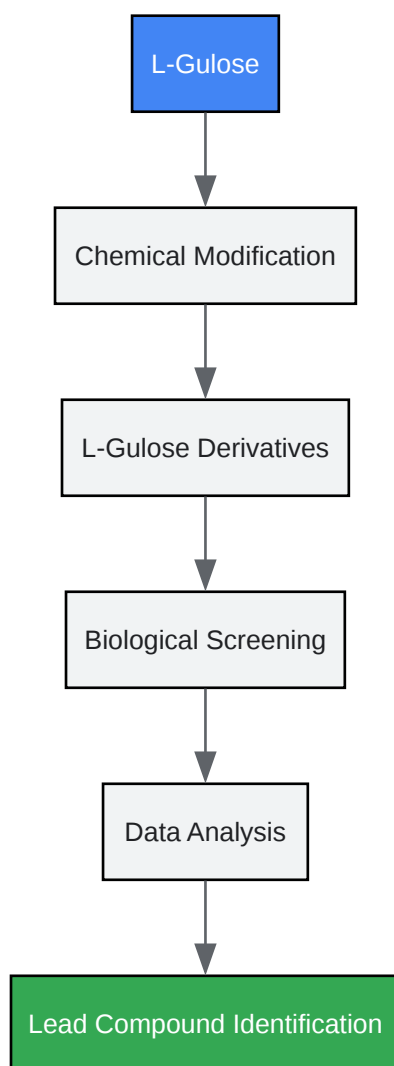 L-Gulose
Chemical Modification
L-Gulose Derivatives
Biological Screening
Data Analysis
Lead Compound Identification